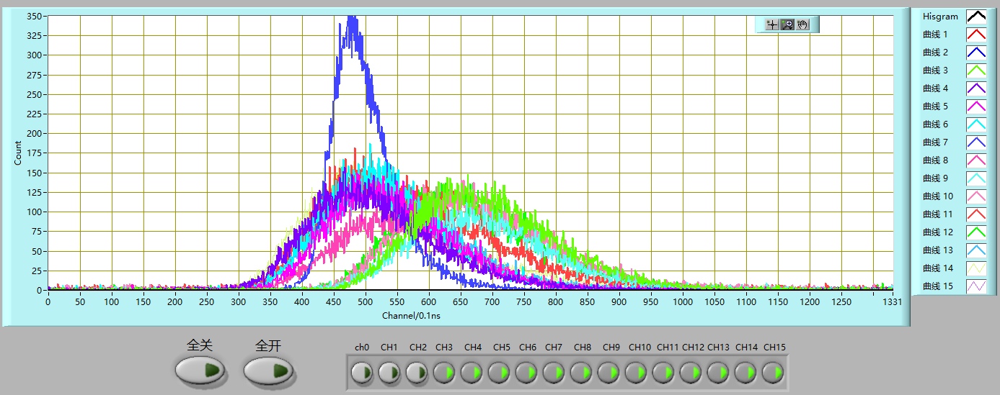 350
325
300
275
250
225
200
175
150
125
100
75
50
25
0
Count
0 50 100 150 200 250 300 350 400 450 500 550 600 650 700 750 800 850 900 950 1000 1050 1100 1150 1200 1250 1331
Channel/0.1ns
Hisgram
曲线 1
曲线 2
曲线 3
曲线 4
曲线 5
曲线 6
曲线 7
曲线 8
曲线 9
曲线 10
曲线 11
曲线 12
曲线 13
曲线 14
曲线 15
全关 全开
ch0 CH1 CH2 CH3 CH4 CH5 CH6 CH7 CH8 CH9 CH10 CH11 CH12 CH13 CH14 CH15